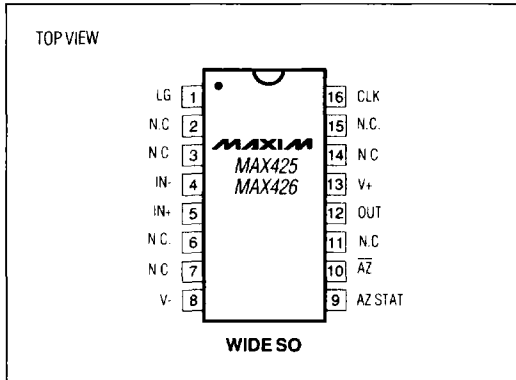 TOP VIEW
LG 1
N.C 2
N C 3
IN- 4
IN+ 5
N C. 6
N C 7
V- 8
MAXIM
MAX425
MAX426
16 CLK
15 N.C.
14 N C
13 V+
12 OUT
11 N.C
10 A̅Z̅
9 AZ STAT
WIDE SO